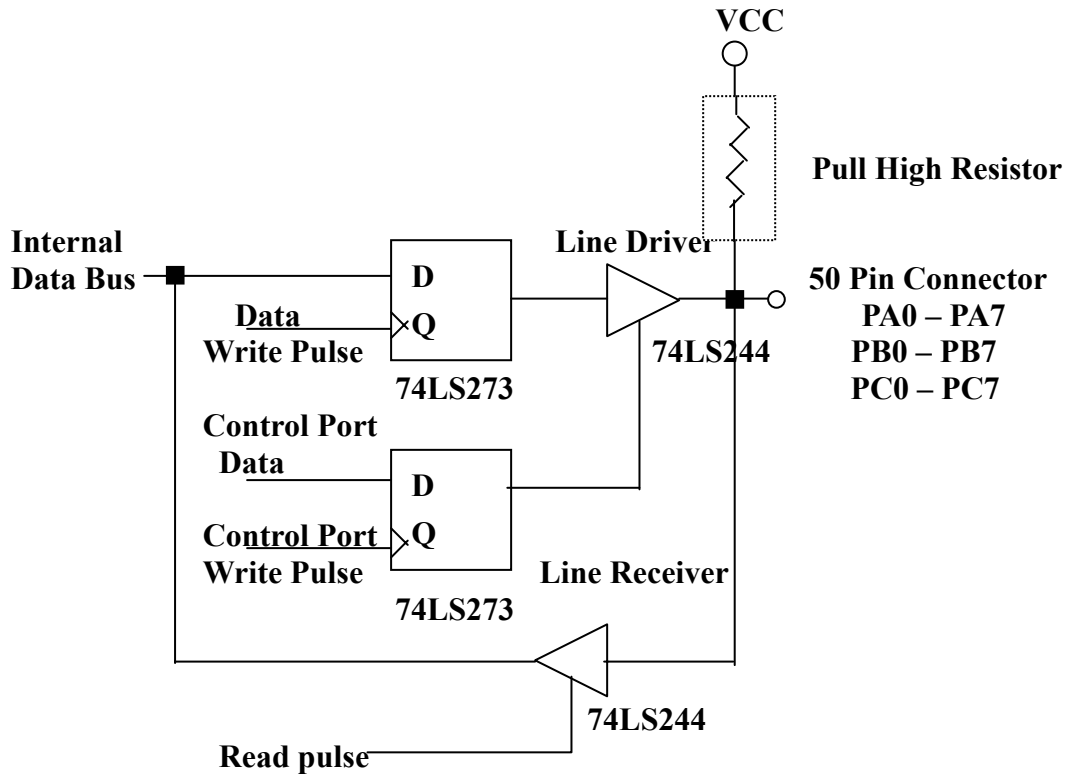 VCC
Pull High Resistor
Internal
Data Bus
D
Q
Data
Write Pulse
74LS273
Line Driver
74LS244
50 Pin Connector
PA0 – PA7
PB0 – PB7
PC0 – PC7
Control Port
Data
D
Q
Control Port
Write Pulse
74LS273
Line Receiver
74LS244
Read pulse